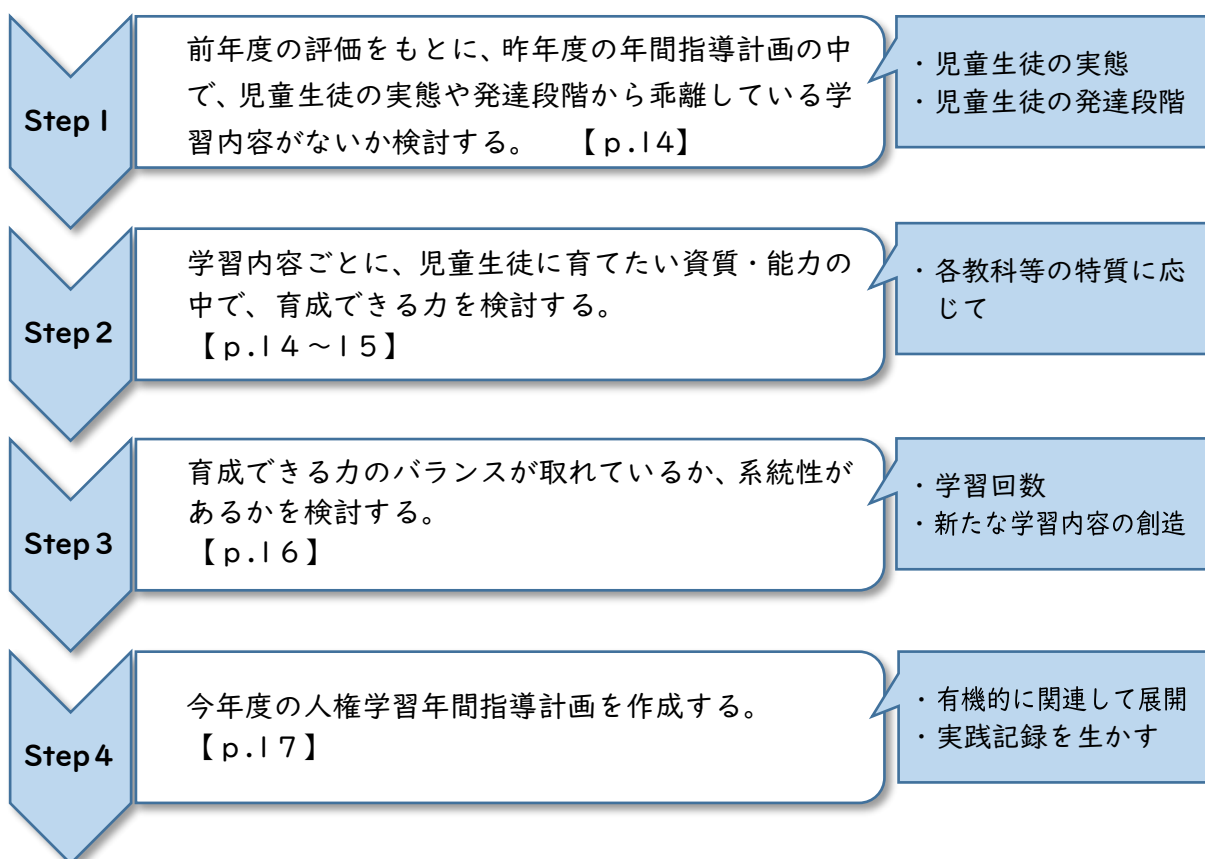 Step1
前年度の評価をもとに、昨年度の年間指導計画の中
で、児童生徒の実態や発達段階から乖離している学
習内容がないか検討する。　【p.14】
・児童生徒の実態
・児童生徒の発達段階
Step2
学習内容ごとに、児童生徒に育てたい資質・能力の
中で、育成できる力を検討する。
【p.14～15】
・各教科等の特質に応
じて
Step3
育成できる力のバランスが取れているか、系統性が
あるかを検討する。
【p.16】
・学習回数
・新たな学習内容の創造
Step4
今年度の人権学習年間指導計画を作成する。
【p.17】
・有機的に関連して展開
・実践記録を生かす